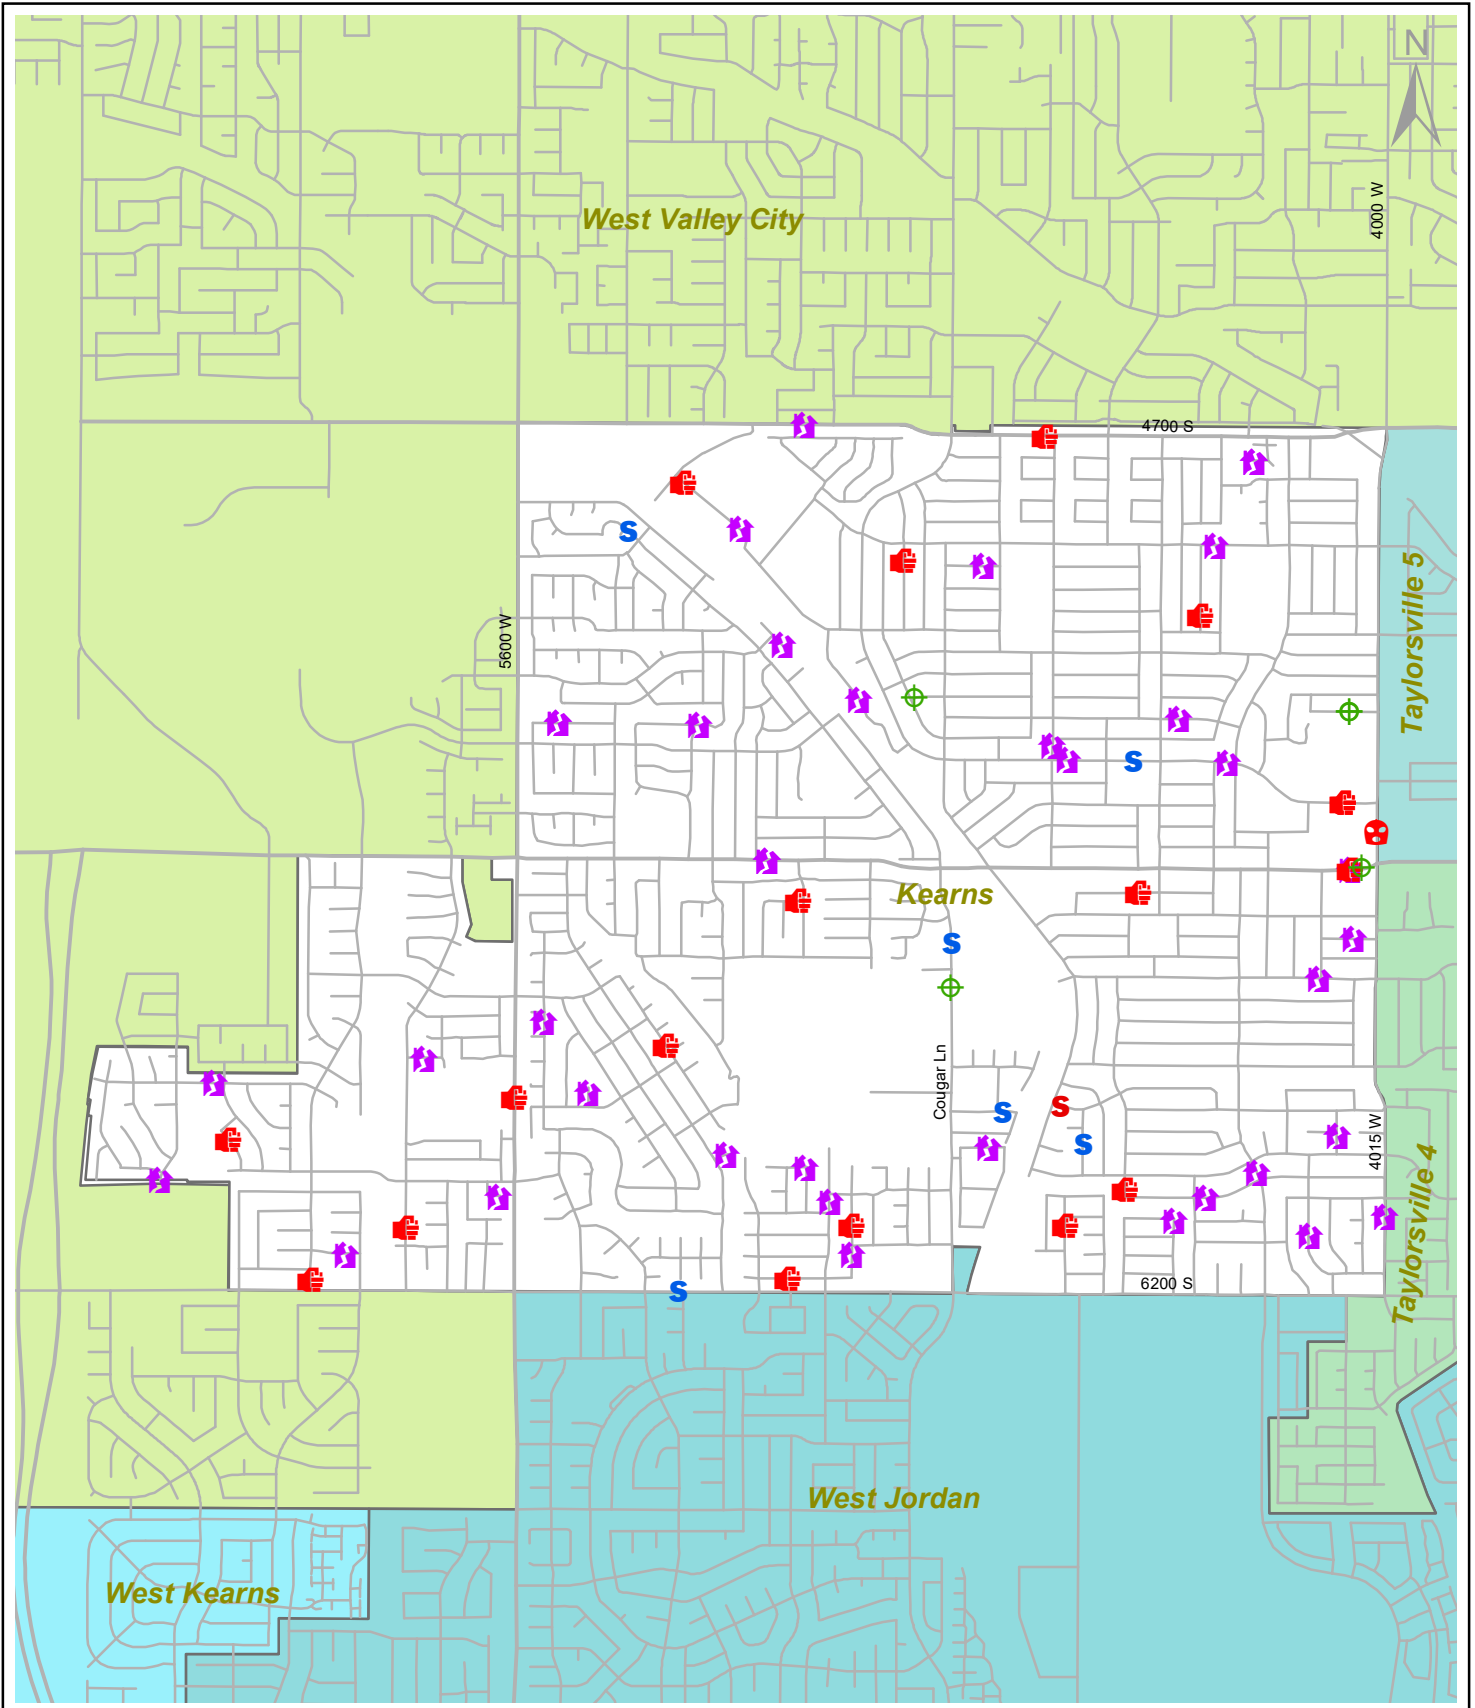 N
4000 W
West Valley City
4700 S
S
Taylorsville 5
5600 W
S
Kearns
S
Cougar Ln
S
S
S
4015 W
Taylorsville 4
6200 S
S
West Jordan
West Kearns